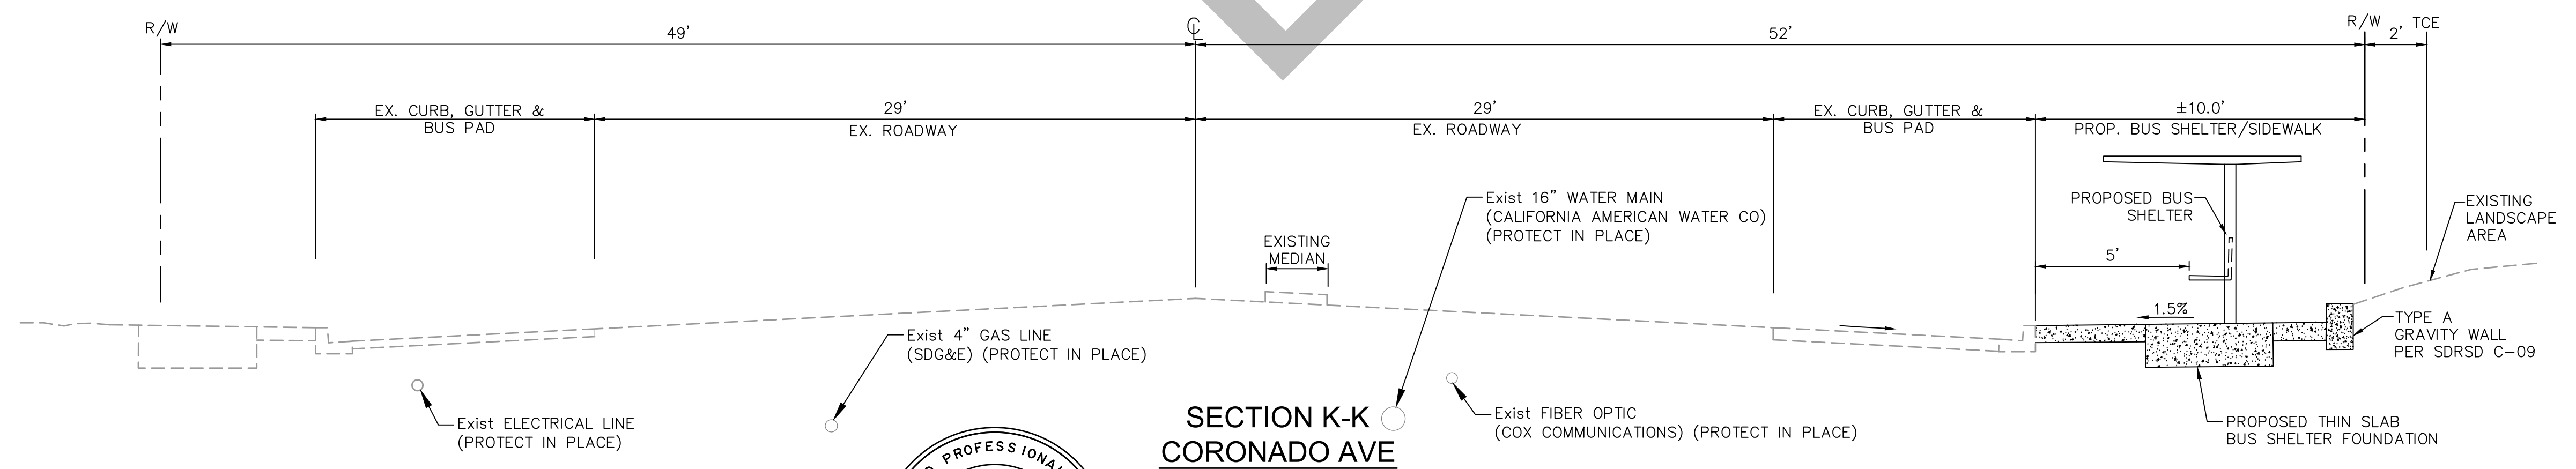 R/W
49'
℄
52'
R/W
2'
TCE
EX. CURB, GUTTER &
BUS PAD
29'
EX. ROADWAY
29'
EX. ROADWAY
EX. CURB, GUTTER &
BUS PAD
±10.0'
PROP. BUS SHELTER/SIDEWALK
Exist 16" WATER MAIN
(CALIFORNIA AMERICAN WATER CO)
(PROTECT IN PLACE)
PROPOSED BUS
SHELTER
EXISTING
LANDSCAPE
AREA
EXISTING
MEDIAN
5'
1.5%
Exist 4" GAS LINE
(SDG&E) (PROTECT IN PLACE)
TYPE A
GRAVITY WALL
PER SDRSD C-09
Exist ELECTRICAL LINE
(PROTECT IN PLACE)
Exist FIBER OPTIC
(COX COMMUNICATIONS) (PROTECT IN PLACE)
PROPOSED THIN SLAB
BUS SHELTER FOUNDATION
SECTION K-K
CORONADO AVE
PROFESSIONAL